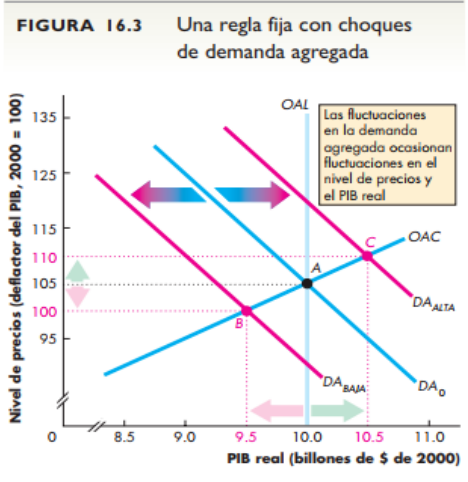 FIGURA 16.3 Una regla fija con choques
de demanda agregada
Nivel de precios (deflactor del PIB, 2000 = 100)
135
125
115
110
105
100
95
0
OAL
Las fluctuaciones
en la demanda
agregada ocasionan
fluctuaciones en el
nivel de precios y
el PIB real
C
OAC
A
B
DA ALTA
DA BAJA
DA0
8.5 9.0 9.5 10.0 10.5 11.0
PIB real (billones de $ de 2000)